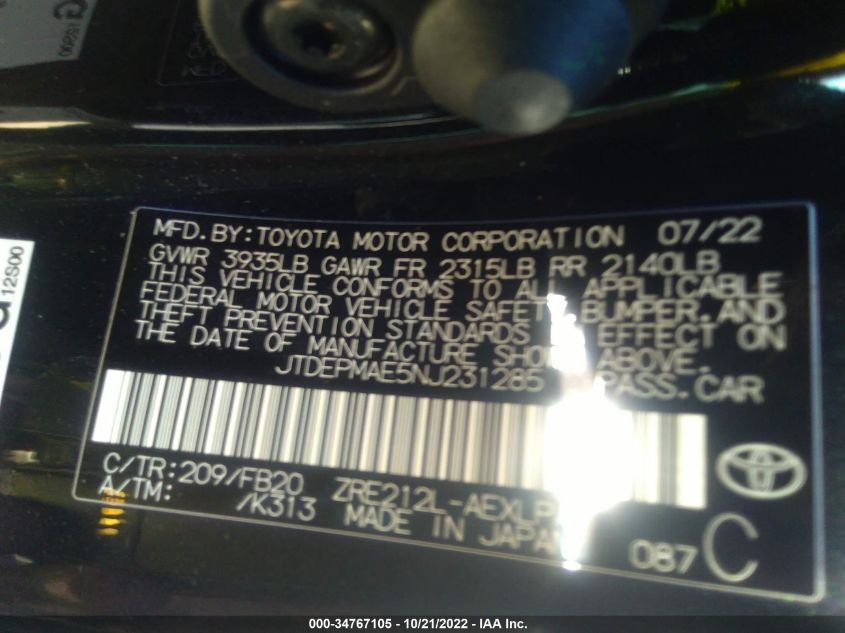 MFD. BY: TOYOTA MOTOR CORPORATION 07/22
GVWR 3935LB GAWR FR 2315LB RR 2140LB
THIS VEHICLE CONFORMS TO ALL APPLICABLE
FEDERAL MOTOR VEHICLE SAFETY, BUMPER, AND
THEFT PREVENTION STANDARDS IN EFFECT ON
THE DATE OF MANUFACTURE SHOWN ABOVE.
JTDEPMAE5NJ231285 PASS. CAR
C/TR: 209/FB20 ZRE212L-AEXLP
A/TM: /K313 MADE IN JAPAN
087 C
12S00
000-34767105 • 10/21/2022 • IAA Inc.